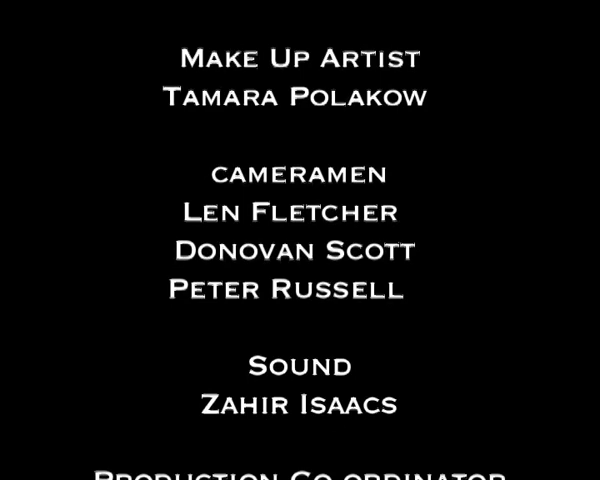 Make Up Artist
Tamara Polakow
cameramen
Len Fletcher
Donovan Scott
Peter Russell
Sound
Zahir Isaacs
Production Co ordinator